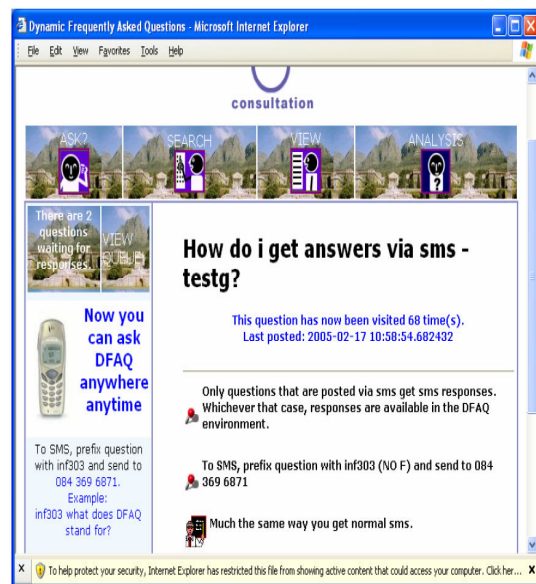 Dynamic Frequently Asked Questions - Microsoft Internet Explorer
File Edit View Favorites Tools Help
consultation
ASK?
SEARCH
VIEW
ANALYSIS
There are 2
questions
waiting for
responses.
VIEW
QUEUE
Now you
can ask
DFAQ
anywhere
anytime
To SMS, prefix question
with inf303 and send to
084 369 6871.
Example:
inf303 what does DFAQ
stand for?
How do i get answers via sms -
testg?
This question has now been visited 68 time(s).
Last posted: 2005-02-17 10:58:54.682432
Only questions that are posted via sms get sms responses.
Whichever that case, responses are available in the DFAQ
environment.
To SMS, prefix question with inf303 (NO F) and send to 084
369 6871
Much the same way you get normal sms.
To help protect your security, Internet Explorer has restricted this file from showing active content that could access your computer. Click her...